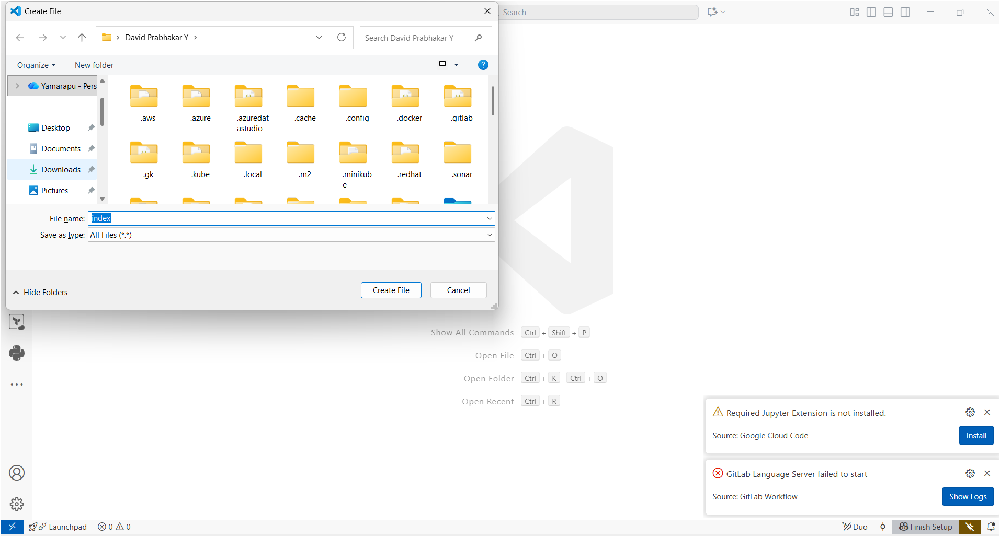 Create File
Search
David Prabhakar Y
Search David Prabhakar Y
Organize
New folder
?
Yamarapu - Pers
Desktop
Documents
Downloads
Pictures
.aws
.azure
.azuredat
astudio
.cache
.config
.docker
.gitlab
.gk
.kube
.local
.m2
.minikub
e
.redhat
.sonar
File name: index
Save as type: All Files (*.*)
Hide Folders
Create File
Cancel
Show All Commands Ctrl + Shift + P
Open File Ctrl + O
Open Folder Ctrl + K Ctrl + O
Open Recent Ctrl + R
Required Jupyter Extension is not installed.
Source: Google Cloud Code
Install
GitLab Language Server failed to start
Source: GitLab Workflow
Show Logs
Launchpad
0
0
Duo
Finish Setup